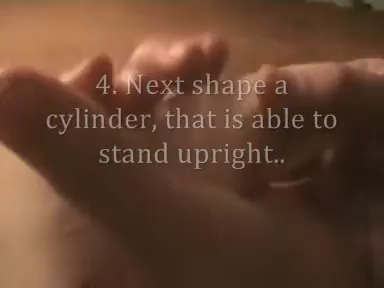 4. Next shape a
cylinder, that is able to
stand upright..